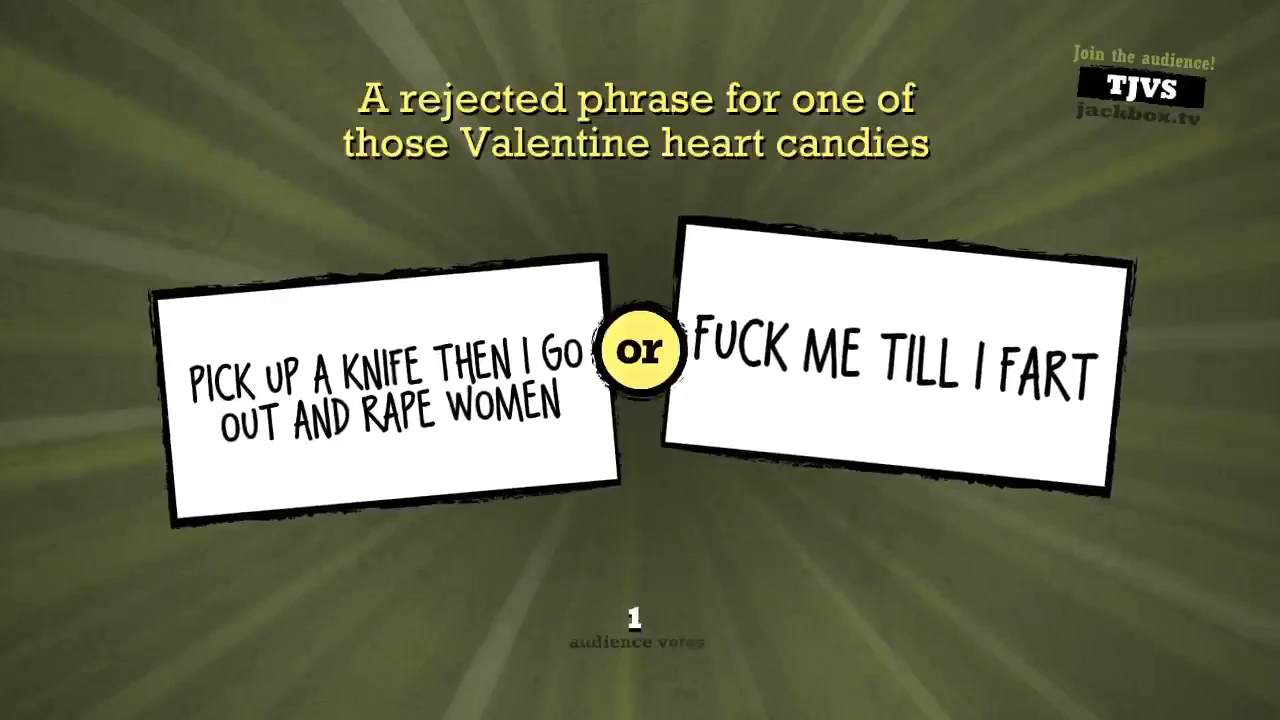 Join the audience!
TJVS
jackbox.tv
A rejected phrase for one of
those Valentine heart candies
PICK UP A KNIFE THEN I GO
OUT AND RAPE WOMEN
or
FUCK ME TILL I FART
1
audience votes